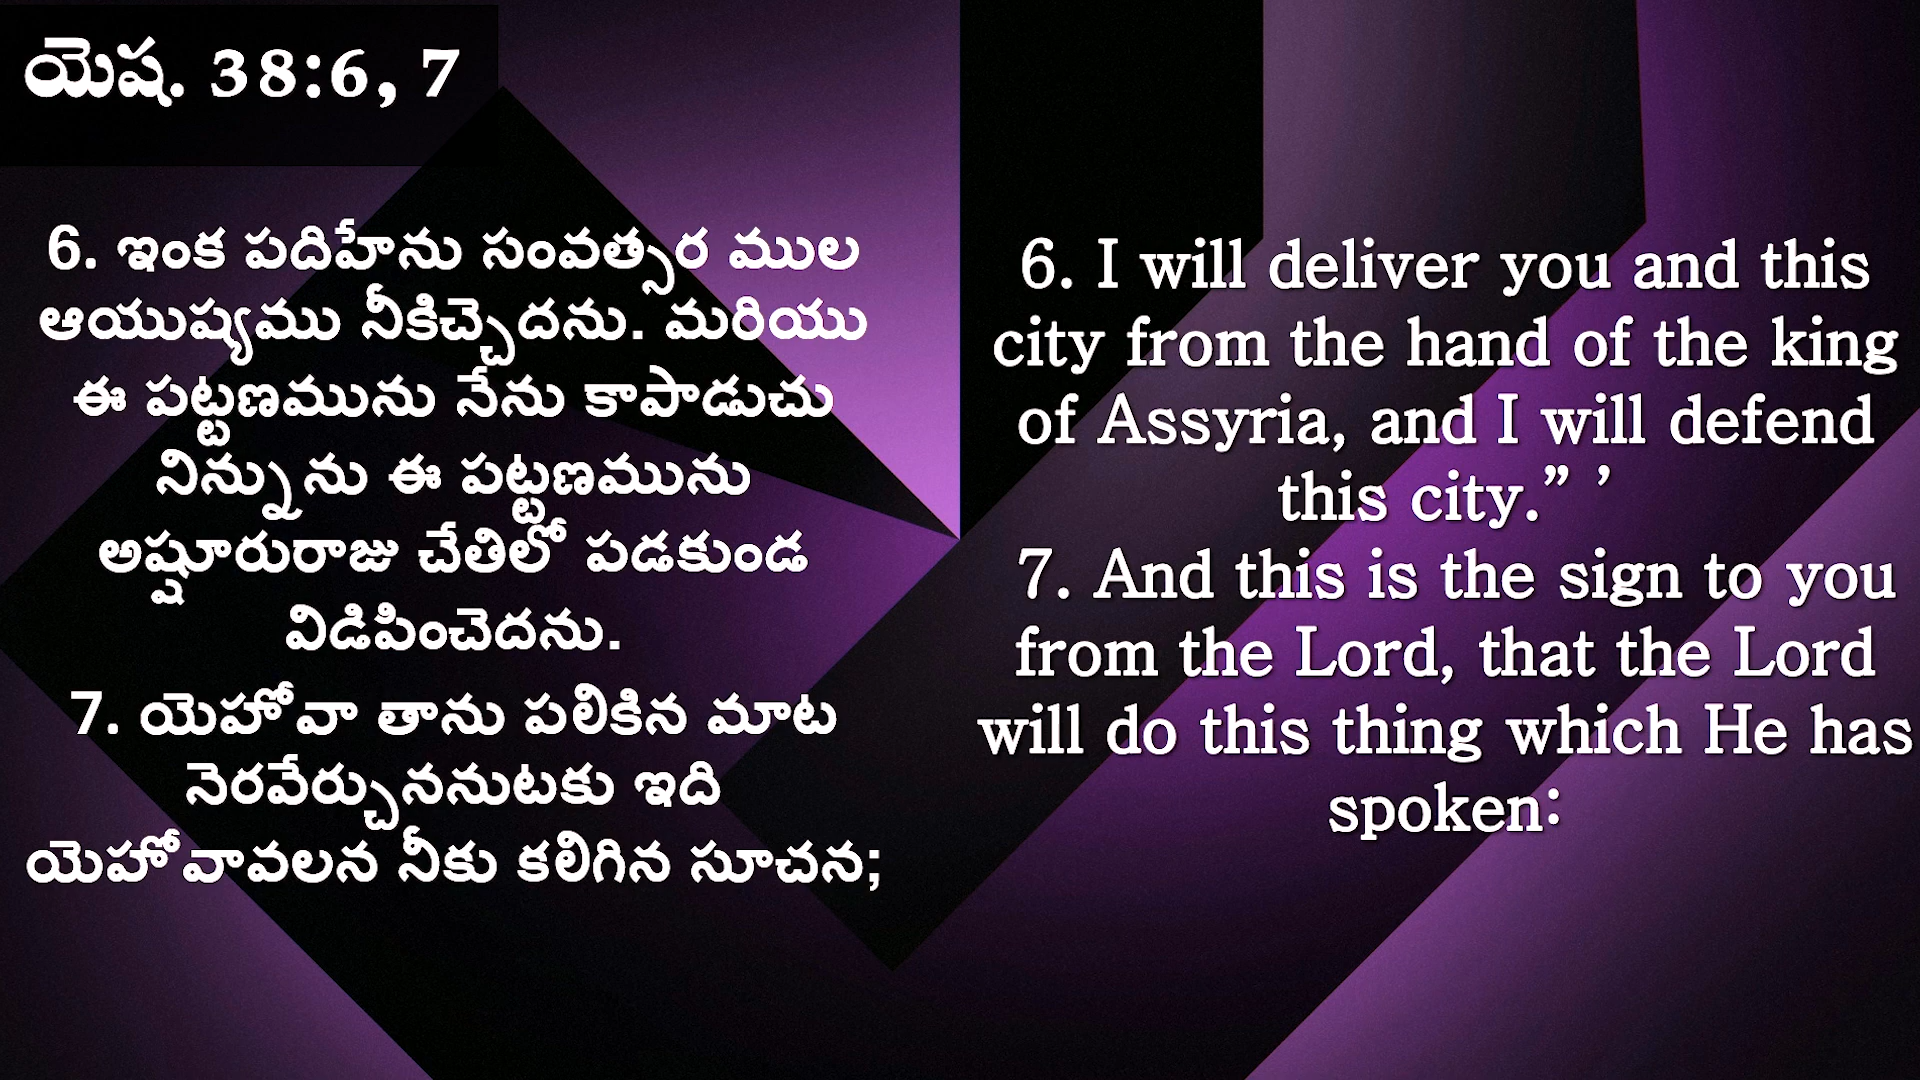 యెష. 38:6, 7
6. ఇంక పదిహేను సంవత్సర ముల
ఆయుష్యము నీకిచ్చెదను. మరియు
ఈ పట్టణమును నేను కాపాడుచు
నిన్నును ఈ పట్టణమును
అష్షూరురాజు చేతిలో పడకుండ
విడిపించెదను.
7. యెహోవా తాను పలికిన మాట
నెరవేర్చుననుటకు ఇది
యెహోవావలన నీకు కలిగిన సూచన;
6. I will deliver you and this
city from the hand of the king
of Assyria, and I will defend
this city.” ’
7. And this is the sign to you
from the Lord, that the Lord
will do this thing which He has
spoken: